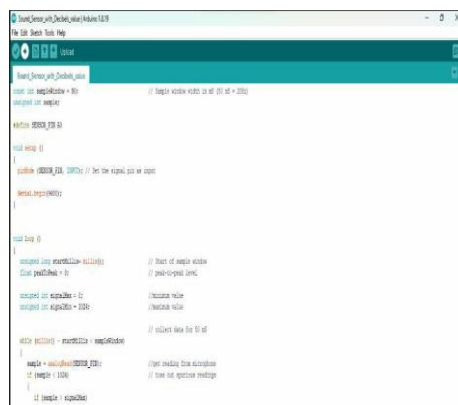 Sound_Sensor_with_Decibels_value | Arduino 1.8.19
File Edit Sketch Tools Help
Upload
Sound_Sensor_with_Decibels_value
const int sampleWindow = 50; // Sample window width in mS (50 mS = 20Hz)
unsigned int sample;
#define SENSOR_PIN A0
void setup ()
{
pinMode (SENSOR_PIN, INPUT); // Set the signal pin as input
Serial.begin(9600);
}
void loop ()
{
unsigned long startMillis= millis(); // Start of sample window
float peakToPeak = 0; // peak-to-peak level
unsigned int signalMax = 0; //minimum value
unsigned int signalMin = 1024; //maximum value
// collect data for 50 mS
while (millis() - startMillis < sampleWindow)
{
sample = analogRead(SENSOR_PIN); //get reading from microphone
if (sample < 1024) // toss out spurious readings
{
if (sample > signalMax)